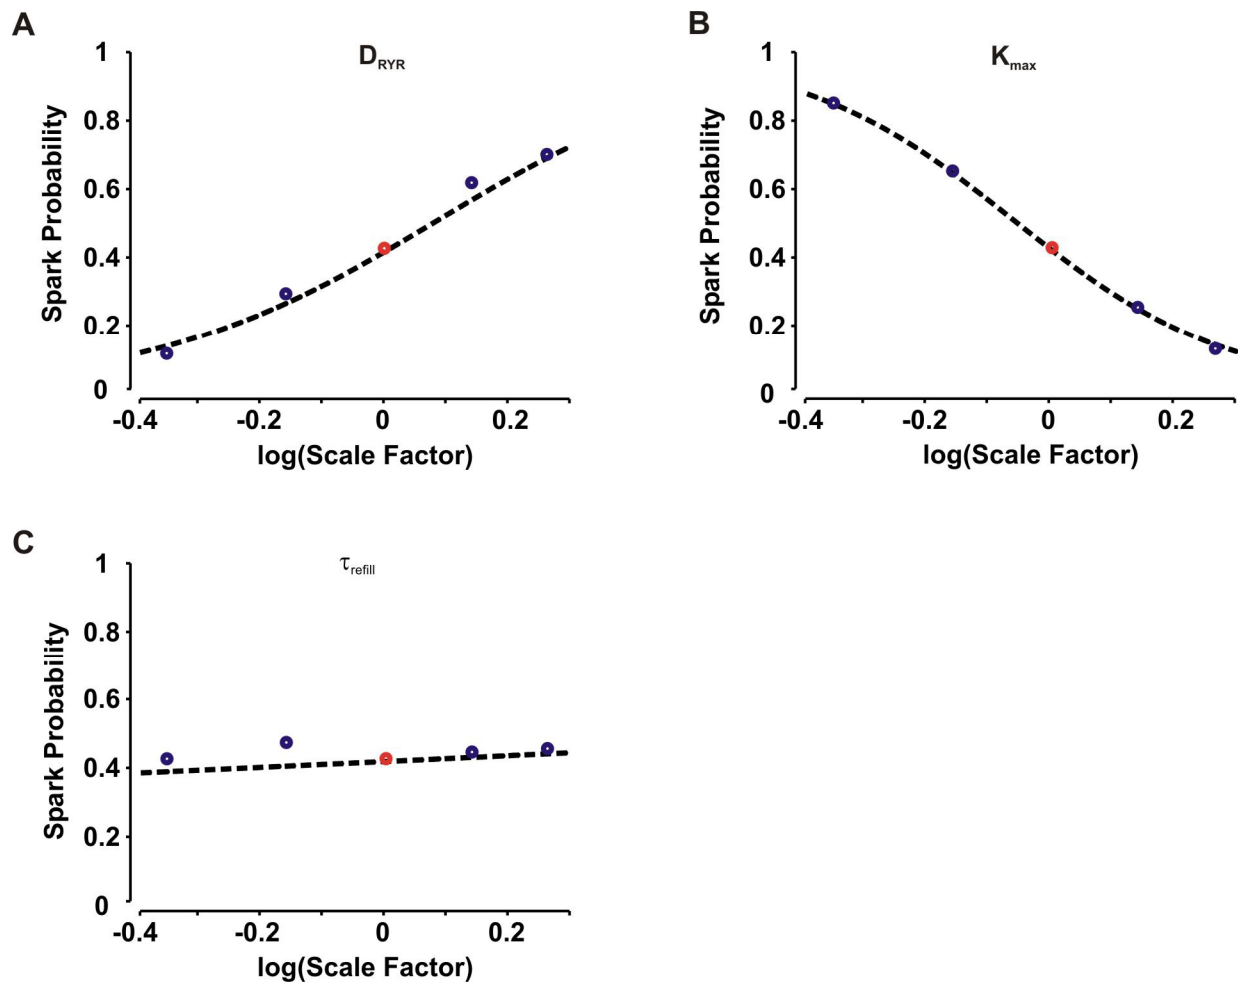 A
D_RYR
1
0.8
0.6
0.4
0.2
0
Spark Probability
-0.4 -0.2 0 0.2
log(Scale Factor)
B
K_max
1
0.8
0.6
0.4
0.2
0
Spark Probability
-0.4 -0.2 0 0.2
log(Scale Factor)
C
τ_refill
1
0.8
0.6
0.4
0.2
0
Spark Probability
-0.4 -0.2 0 0.2
log(Scale Factor)